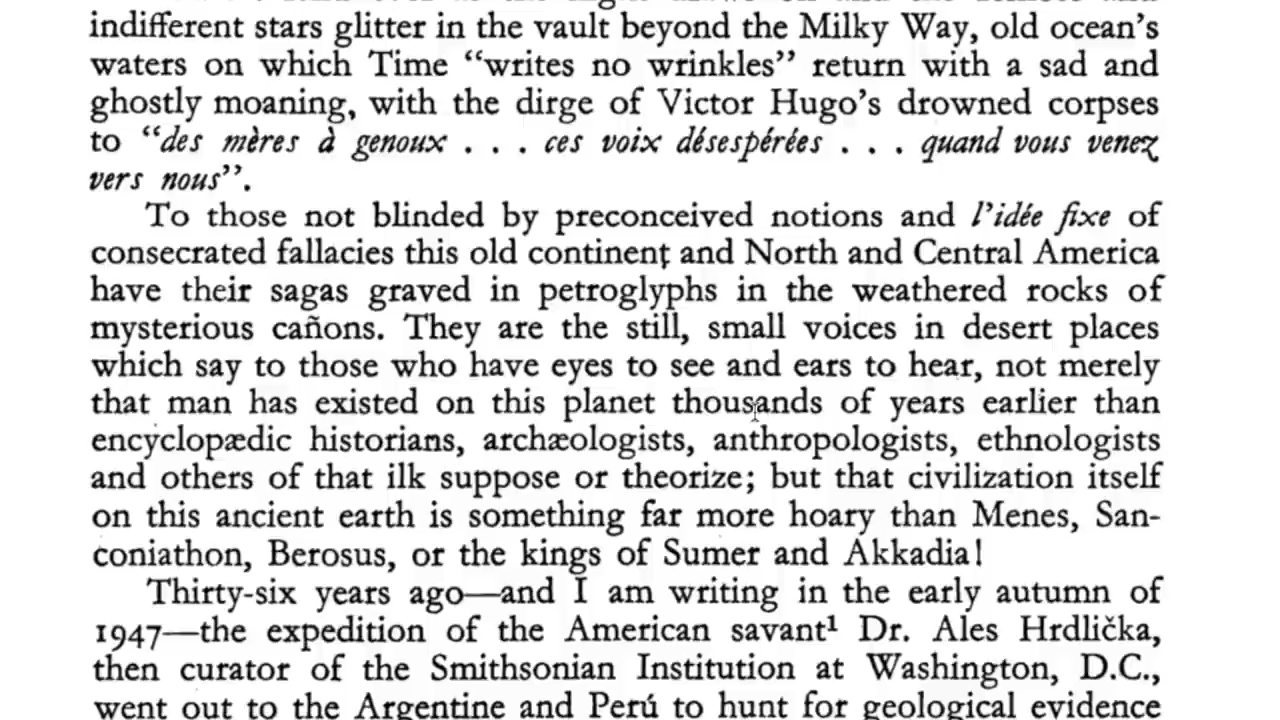 indifferent stars glitter in the vault beyond the Milky Way, old ocean's
waters on which Time “writes no wrinkles” return with a sad and
ghostly moaning, with the dirge of Victor Hugo's drowned corpses
to “des mères à genoux . . . ces voix désespérées . . . quand vous venez
vers nous”.
To those not blinded by preconceived notions and l'idée fixe of
consecrated fallacies this old continent and North and Central America
have their sagas graved in petroglyphs in the weathered rocks of
mysterious cañons. They are the still, small voices in desert places
which say to those who have eyes to see and ears to hear, not merely
that man has existed on this planet thousands of years earlier than
encyclopædic historians, archæologists, anthropologists, ethnologists
and others of that ilk suppose or theorize; but that civilization itself
on this ancient earth is something far more hoary than Menes, San-
coniathon, Berosus, or the kings of Sumer and Akkadia!
Thirty-six years ago—and I am writing in the early autumn of
1947—the expedition of the American savant¹ Dr. Ales Hrdlička,
then curator of the Smithsonian Institution at Washington, D.C.,
went out to the Argentine and Perú to hunt for geological evidence